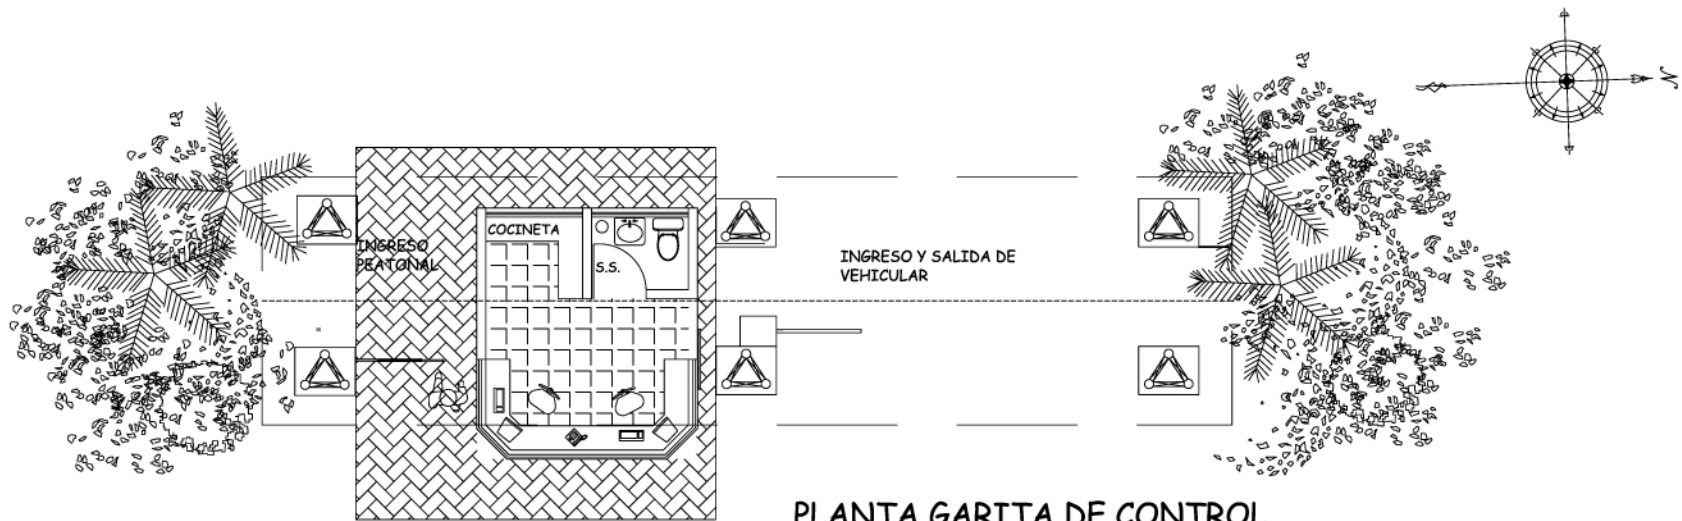 N
COCINETA
INGRESO
PEATONAL
S.S.
INGRESO Y SALIDA DE
VEHICULAR
PLANTA GARITA DE CONTROL